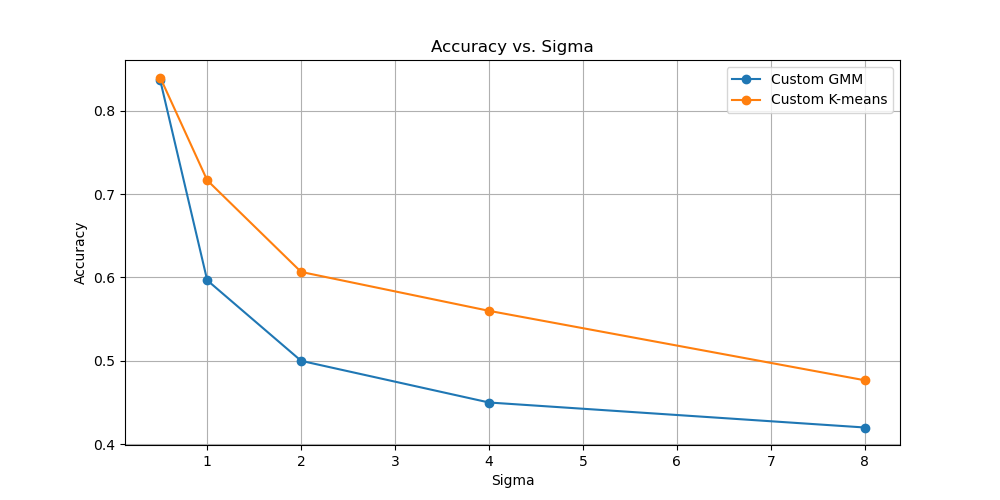 Accuracy vs. Sigma
Custom GMM
Custom K-means
Accuracy
0.8
0.7
0.6
0.5
0.4
1 2 3 4 5 6 7 8
Sigma